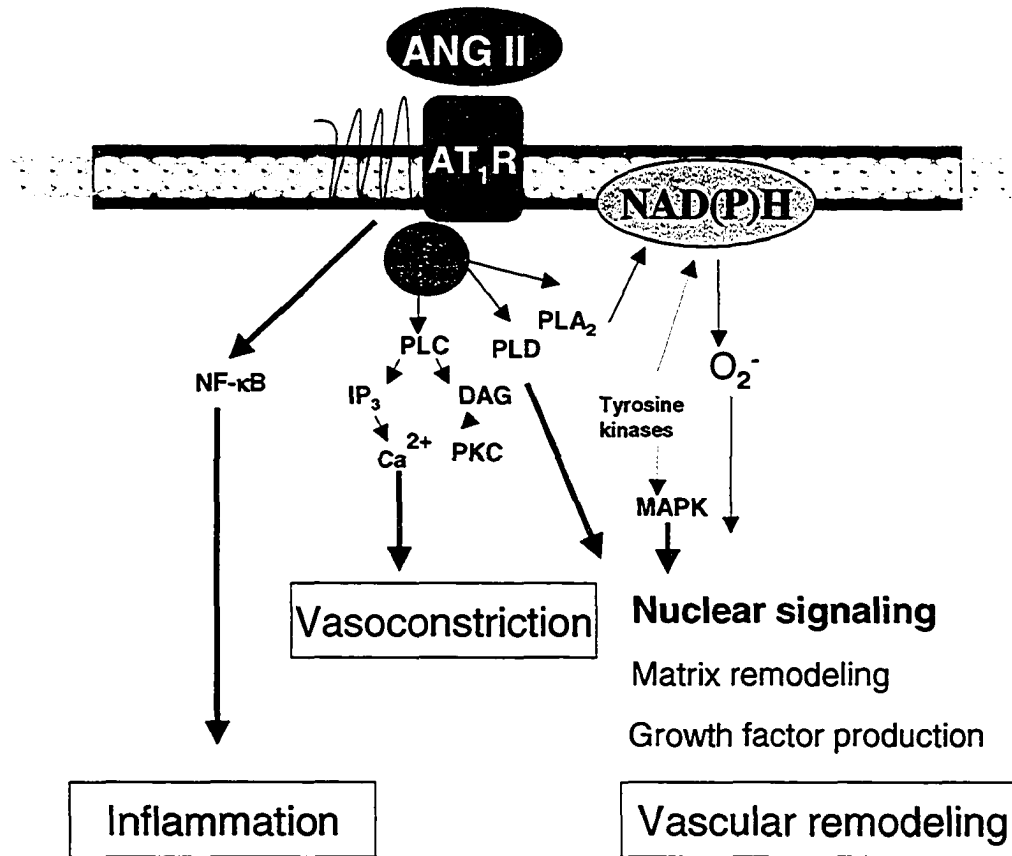 ANG II
AT₁R
NAD(P)H
PLA₂
PLC
PLD
O₂⁻
NF-κB
IP₃
DAG
Tyrosine
kinases
Ca²⁺
PKC
MAPK
Vasoconstriction
Nuclear signaling
Matrix remodeling
Growth factor production
Inflammation
Vascular remodeling